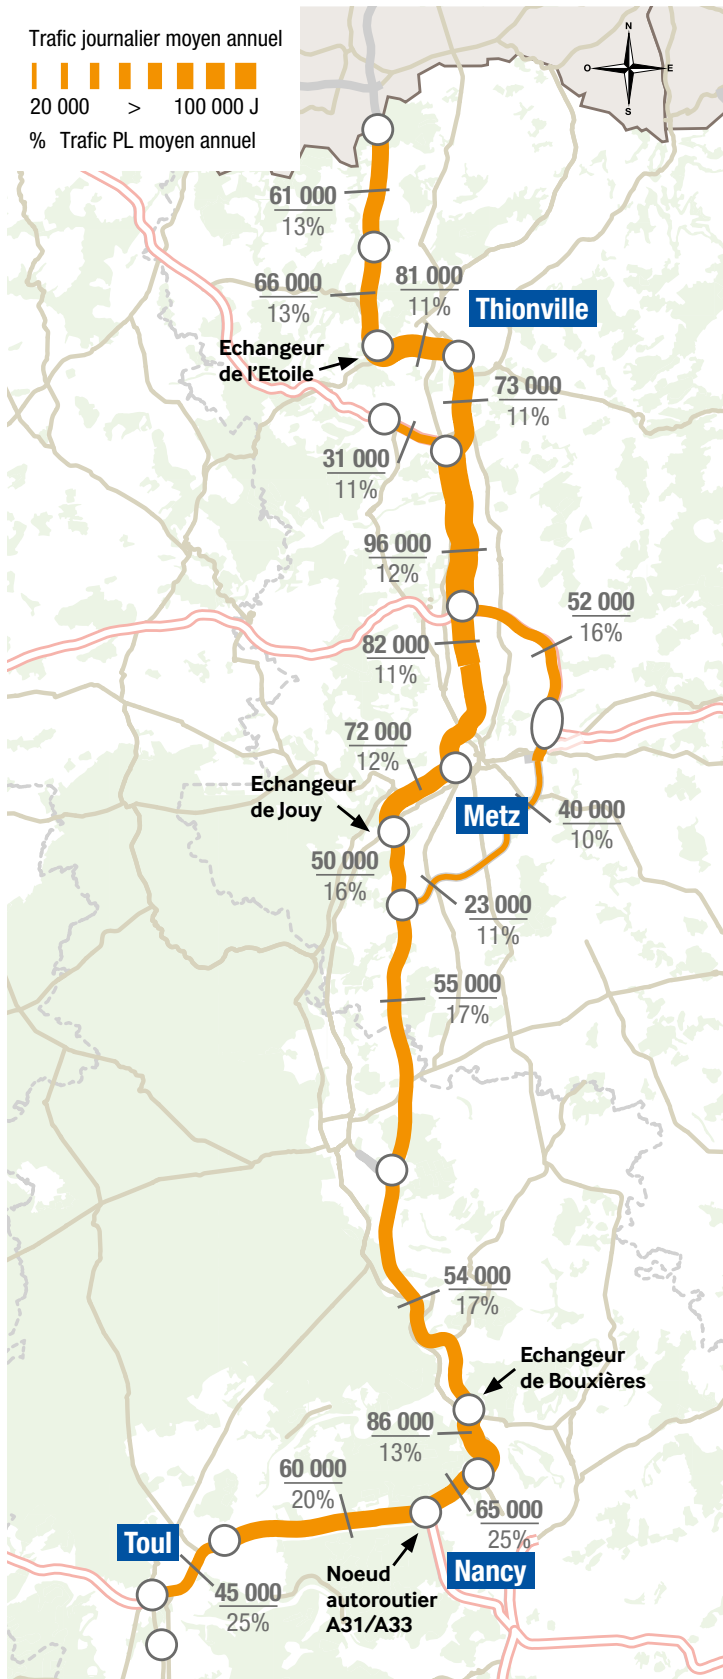 Trafic journalier moyen annuel
20 000 > 100 000 J
% Trafic PL moyen annuel
N
O E
S
61 000
13%
66 000
13%
81 000
11%
Thionville
Echangeur
de l'Etoile
73 000
11%
31 000
11%
96 000
12%
52 000
16%
82 000
11%
72 000
12%
Echangeur
de Jouy
Metz
40 000
10%
50 000
16%
23 000
11%
55 000
17%
54 000
17%
Echangeur
de Bouxières
86 000
13%
60 000
20%
65 000
25%
Toul
Nancy
45 000
25%
Noeud
autoroutier
A31/A33